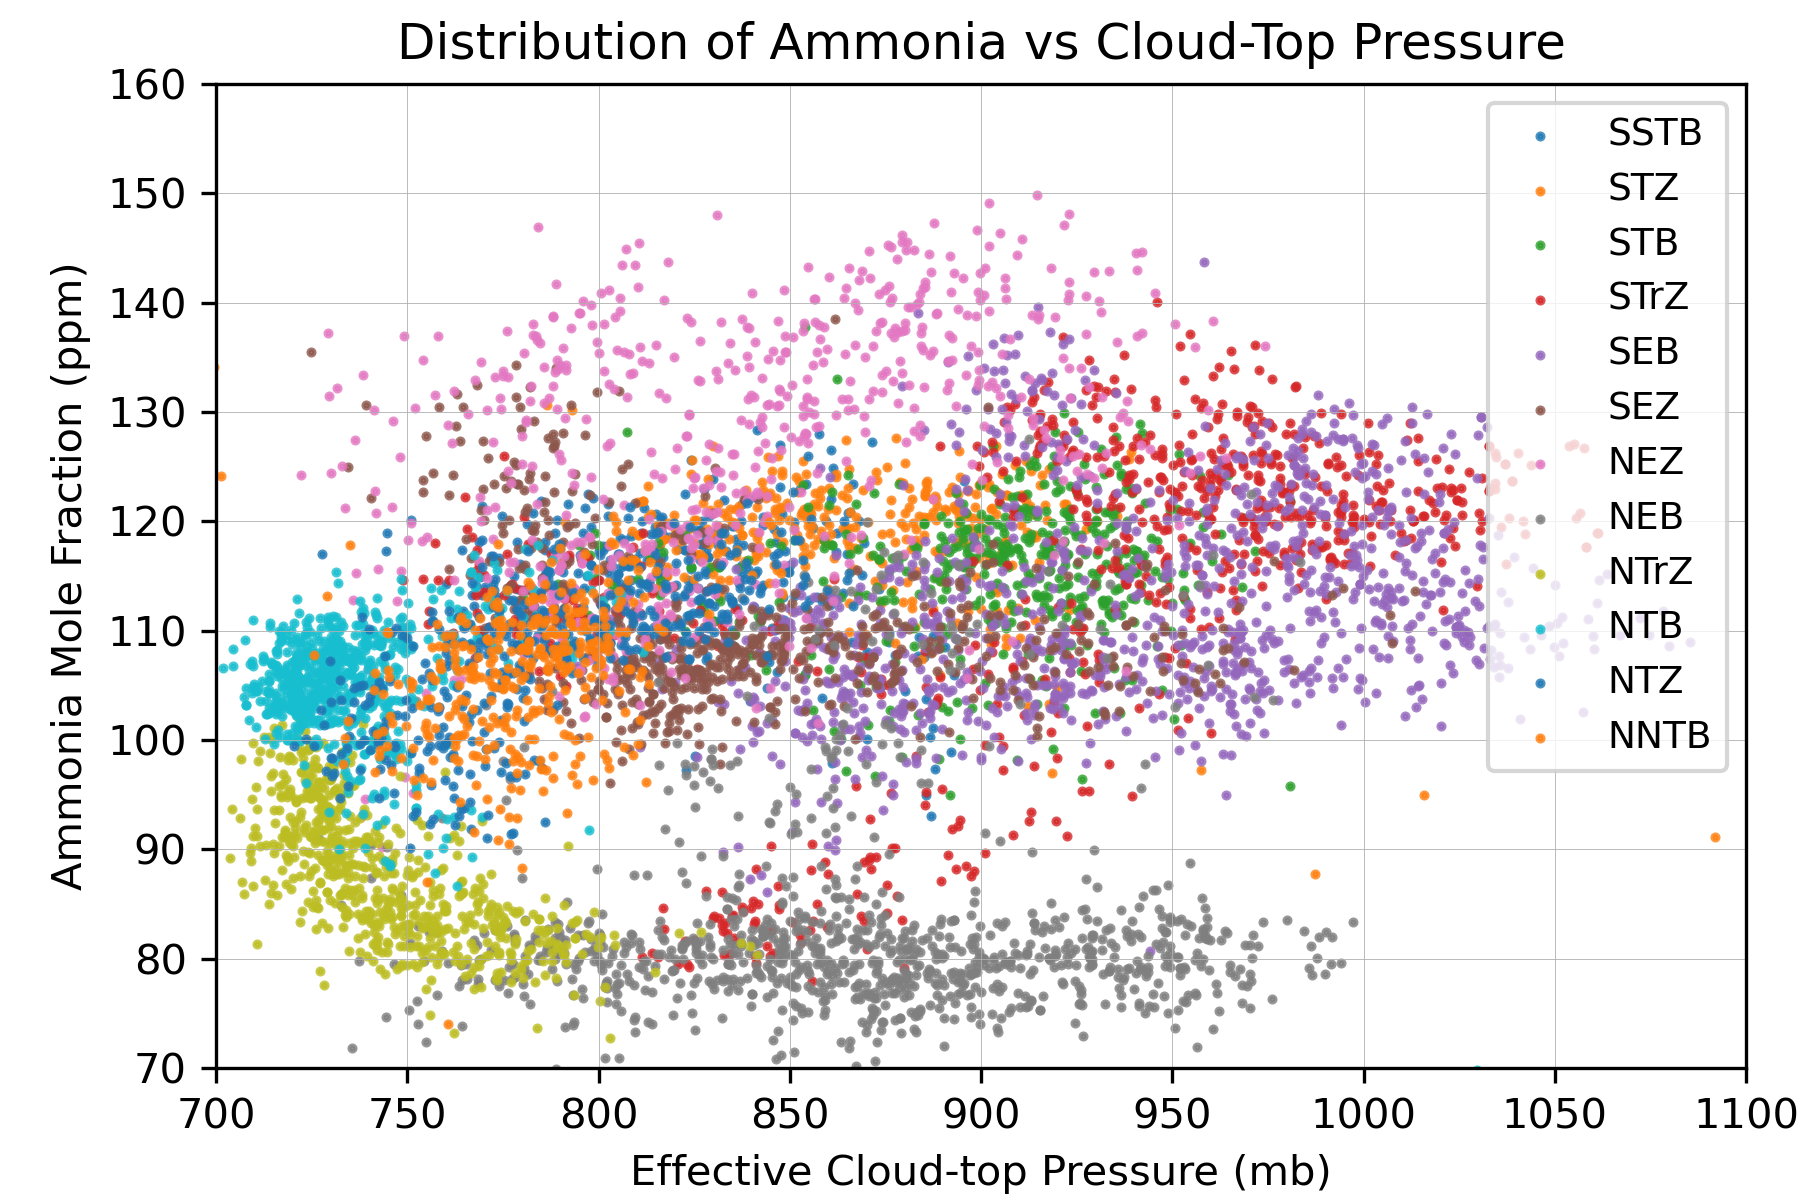 Distribution of Ammonia vs Cloud-Top Pressure
160
150
140
130
120
110
100
90
80
70
Ammonia Mole Fraction (ppm)
SSTB
STZ
STB
STrZ
SEB
SEZ
NEZ
NEB
NTrZ
NTB
NTZ
NNTB
700 750 800 850 900 950 1000 1050 1100
Effective Cloud-top Pressure (mb)